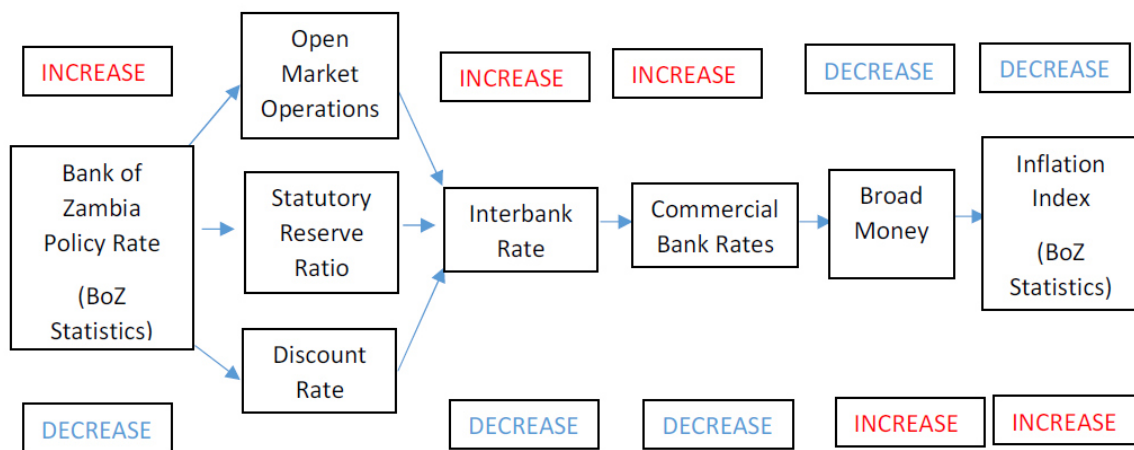 INCREASE
Open
Market
Operations
INCREASE
INCREASE
DECREASE
DECREASE
Bank of
Zambia
Policy Rate
(BoZ
Statistics)
Statutory
Reserve
Ratio
Discount
Rate
Interbank
Rate
Commercial
Bank Rates
Broad
Money
Inflation
Index
(BoZ
Statistics)
DECREASE
DECREASE
DECREASE
INCREASE
INCREASE